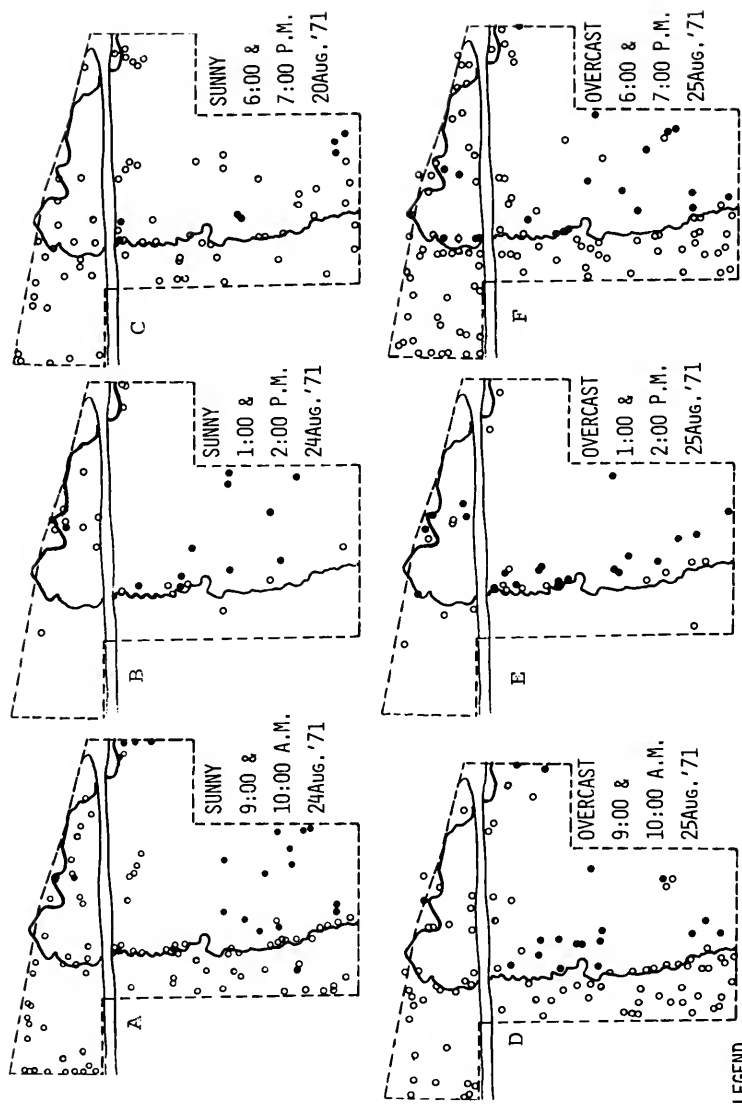 A
SUNNY
9:00 &
10:00 A.M.
24AUG.'71
B
SUNNY
1:00 &
2:00 P.M.
24AUG.'71
C
SUNNY
6:00 &
7:00 P.M.
20AUG.'71
D
OVERCAST
9:00 &
10:00 A.M.
25AUG.'71
E
OVERCAST
1:00 &
2:00 P.M.
25AUG.'71
F
OVERCAST
6:00 &
7:00 P.M.
25AUG.'71
LEGEND